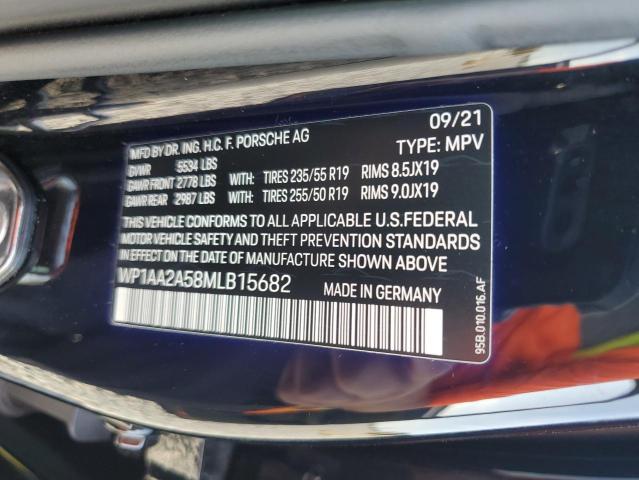 09/21
MFD BY DR. ING. H.C. F. PORSCHE AG TYPE: MPV
GVWR 5534 LBS
GAWR FRONT 2778 LBS WITH: TIRES 235/55 R19 RIMS 8.5JX19
GAWR REAR 2987 LBS WITH: TIRES 255/50 R19 RIMS 9.0JX19
THIS VEHICLE CONFORMS TO ALL APPLICABLE U.S.FEDERAL
MOTOR VEHICLE SAFETY AND THEFT PREVENTION STANDARDS
IN EFFECT ON THE DATE OF MANUFACTURE SHOWN ABOVE
WP1AA2A58MLB15682 MADE IN GERMANY
95B.010.016.AF